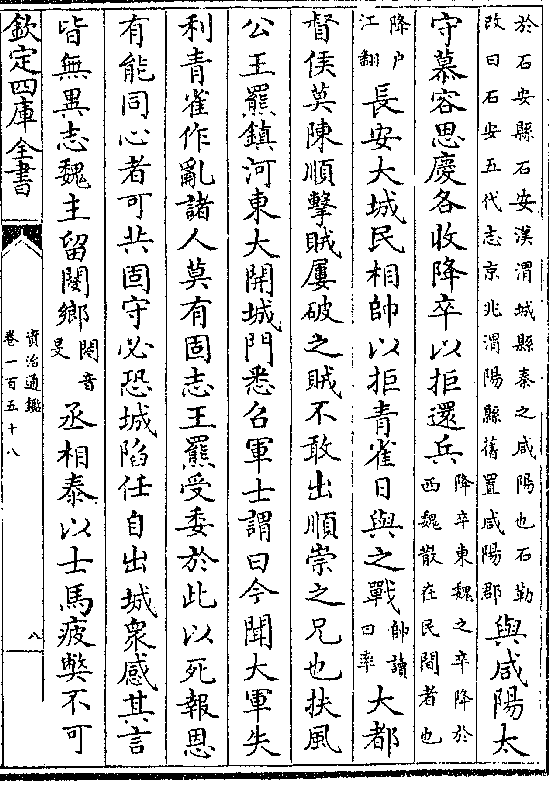 於石安縣石安漢渭城縣秦之咸陽也石勒
改曰石安五代志京兆渭陽縣舊置咸陽郡
與咸陽太
守慕容思慶各收降卒以拒還兵
降卒東魏之卒降於
西魏散在民間者也
降户
江翻
長安大城民相帥以拒青雀日與之戰
帥讀
曰率
大都
督侯莫陳順擊賊屢破之賊不敢出順崇之兄也扶風
公王羆鎮河東大開城門悉召軍士謂曰今聞大軍失
利青雀作亂諸人莫有固志王羆受委於此以死報恩
有能同心者可共固守必恐城陷任自出城衆感其言
皆無異志魏主留閿鄉
閿音
旻
丞相泰以士馬疲獘不可
欽定四庫全書
資治通鑑
卷一百五十八
八